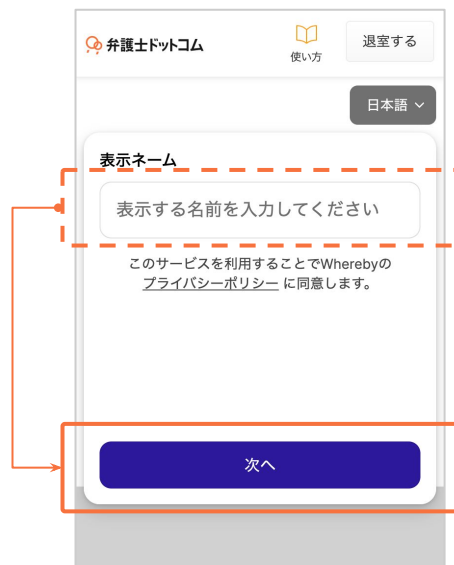 弁護士ドットコム
使い方
退室する
日本語
表示ネーム
表示する名前を入力してください
このサービスを利用することでWherebyの
プライバシーポリシー に同意します。
次へ